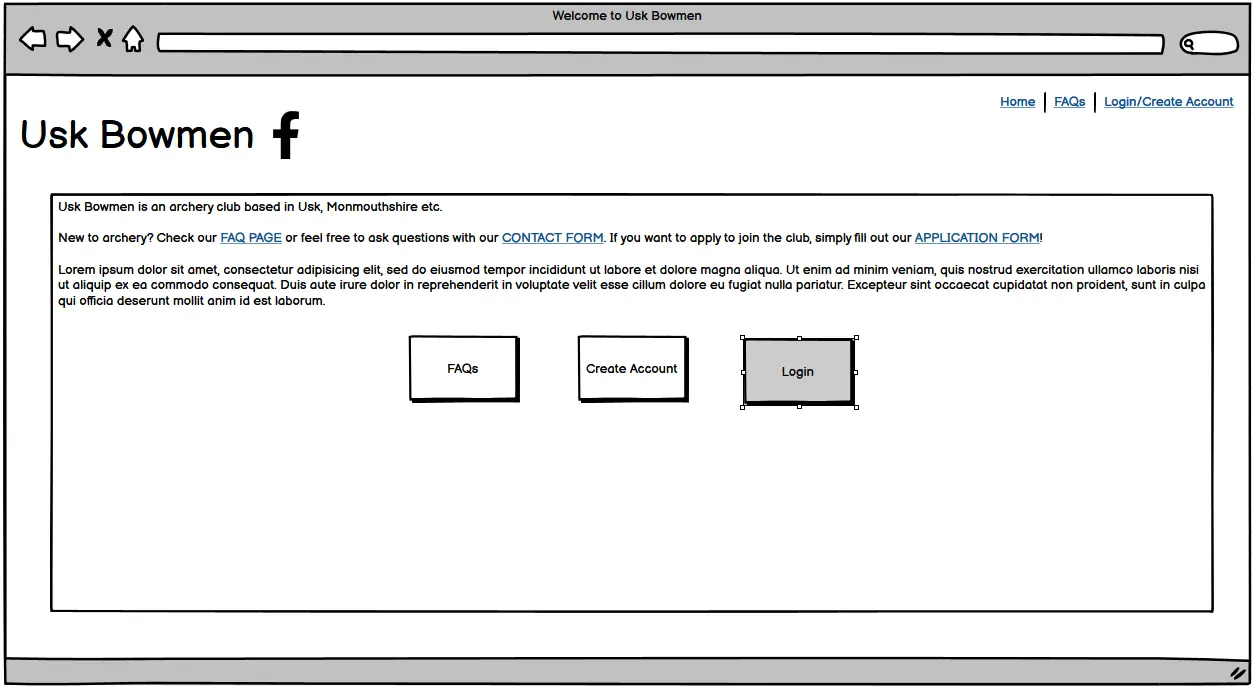 Welcome to Usk Bowmen
Home | FAQs | Login/Create Account
Usk Bowmen
Usk Bowmen is an archery club based in Usk, Monmouthshire etc.
New to archery? Check our FAQ PAGE or feel free to ask questions with our CONTACT FORM. If you want to apply to join the club, simply fill out our APPLICATION FORM!
Lorem ipsum dolor sit amet, consectetur adipisicing elit, sed do eiusmod tempor incididunt ut labore et dolore magna aliqua. Ut enim ad minim veniam, quis nostrud exercitation ullamco laboris nisi
ut aliquip ex ea commodo consequat. Duis aute irure dolor in reprehenderit in voluptate velit esse cillum dolore eu fugiat nulla pariatur. Excepteur sint occaecat cupidatat non proident, sunt in culpa
qui officia deserunt mollit anim id est laborum.
FAQs
Create Account
Login